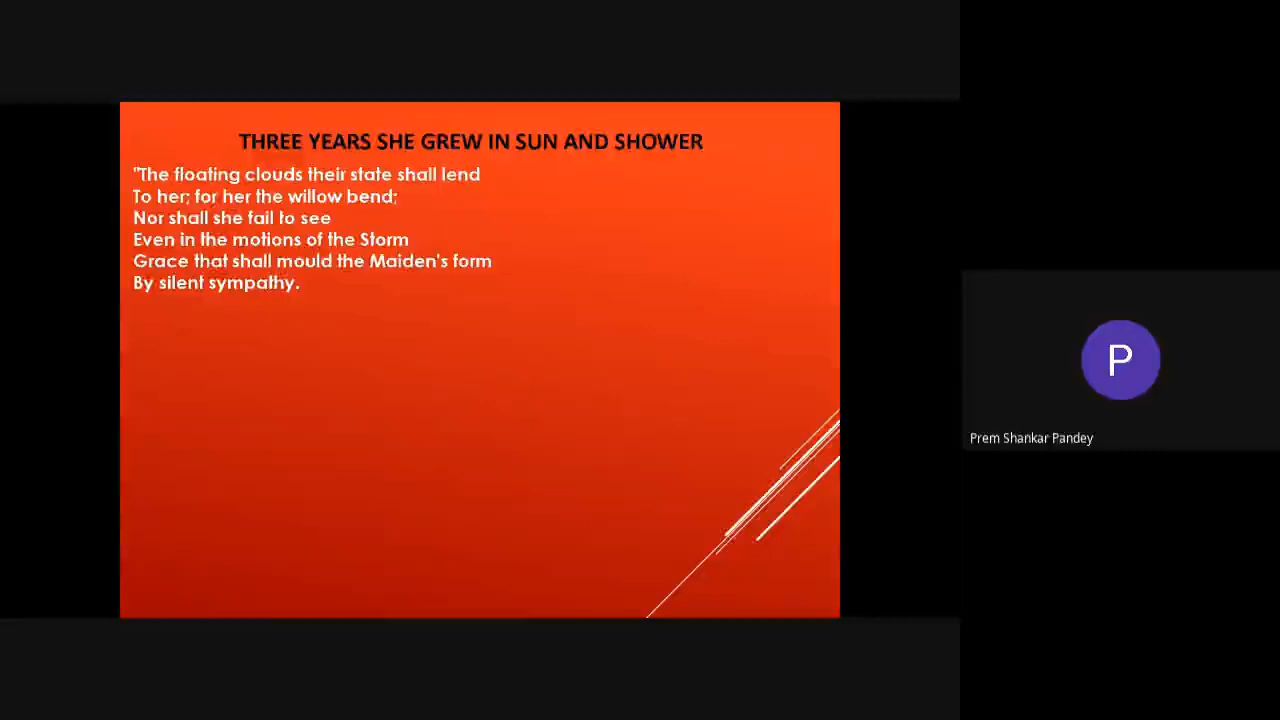 THREE YEARS SHE GREW IN SUN AND SHOWER
"The floating clouds their state shall lend
To her; for her the willow bend;
Nor shall she fail to see
Even in the motions of the Storm
Grace that shall mould the Maiden's form
By silent sympathy.
P
Prem Shankar Pandey